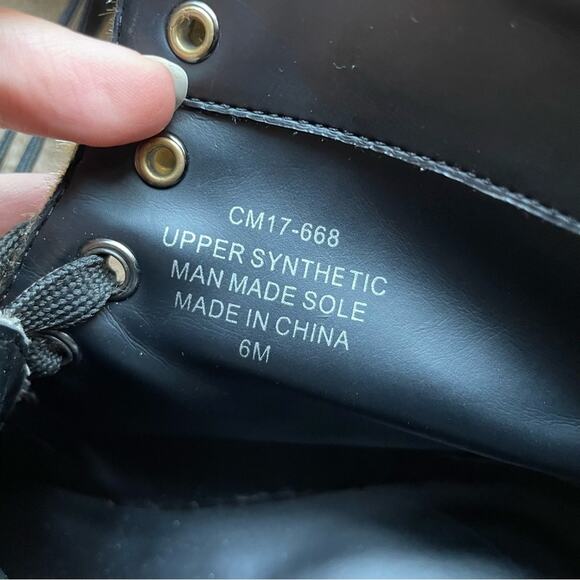 CM17-668
UPPER SYNTHETIC
MAN MADE SOLE
MADE IN CHINA
6M